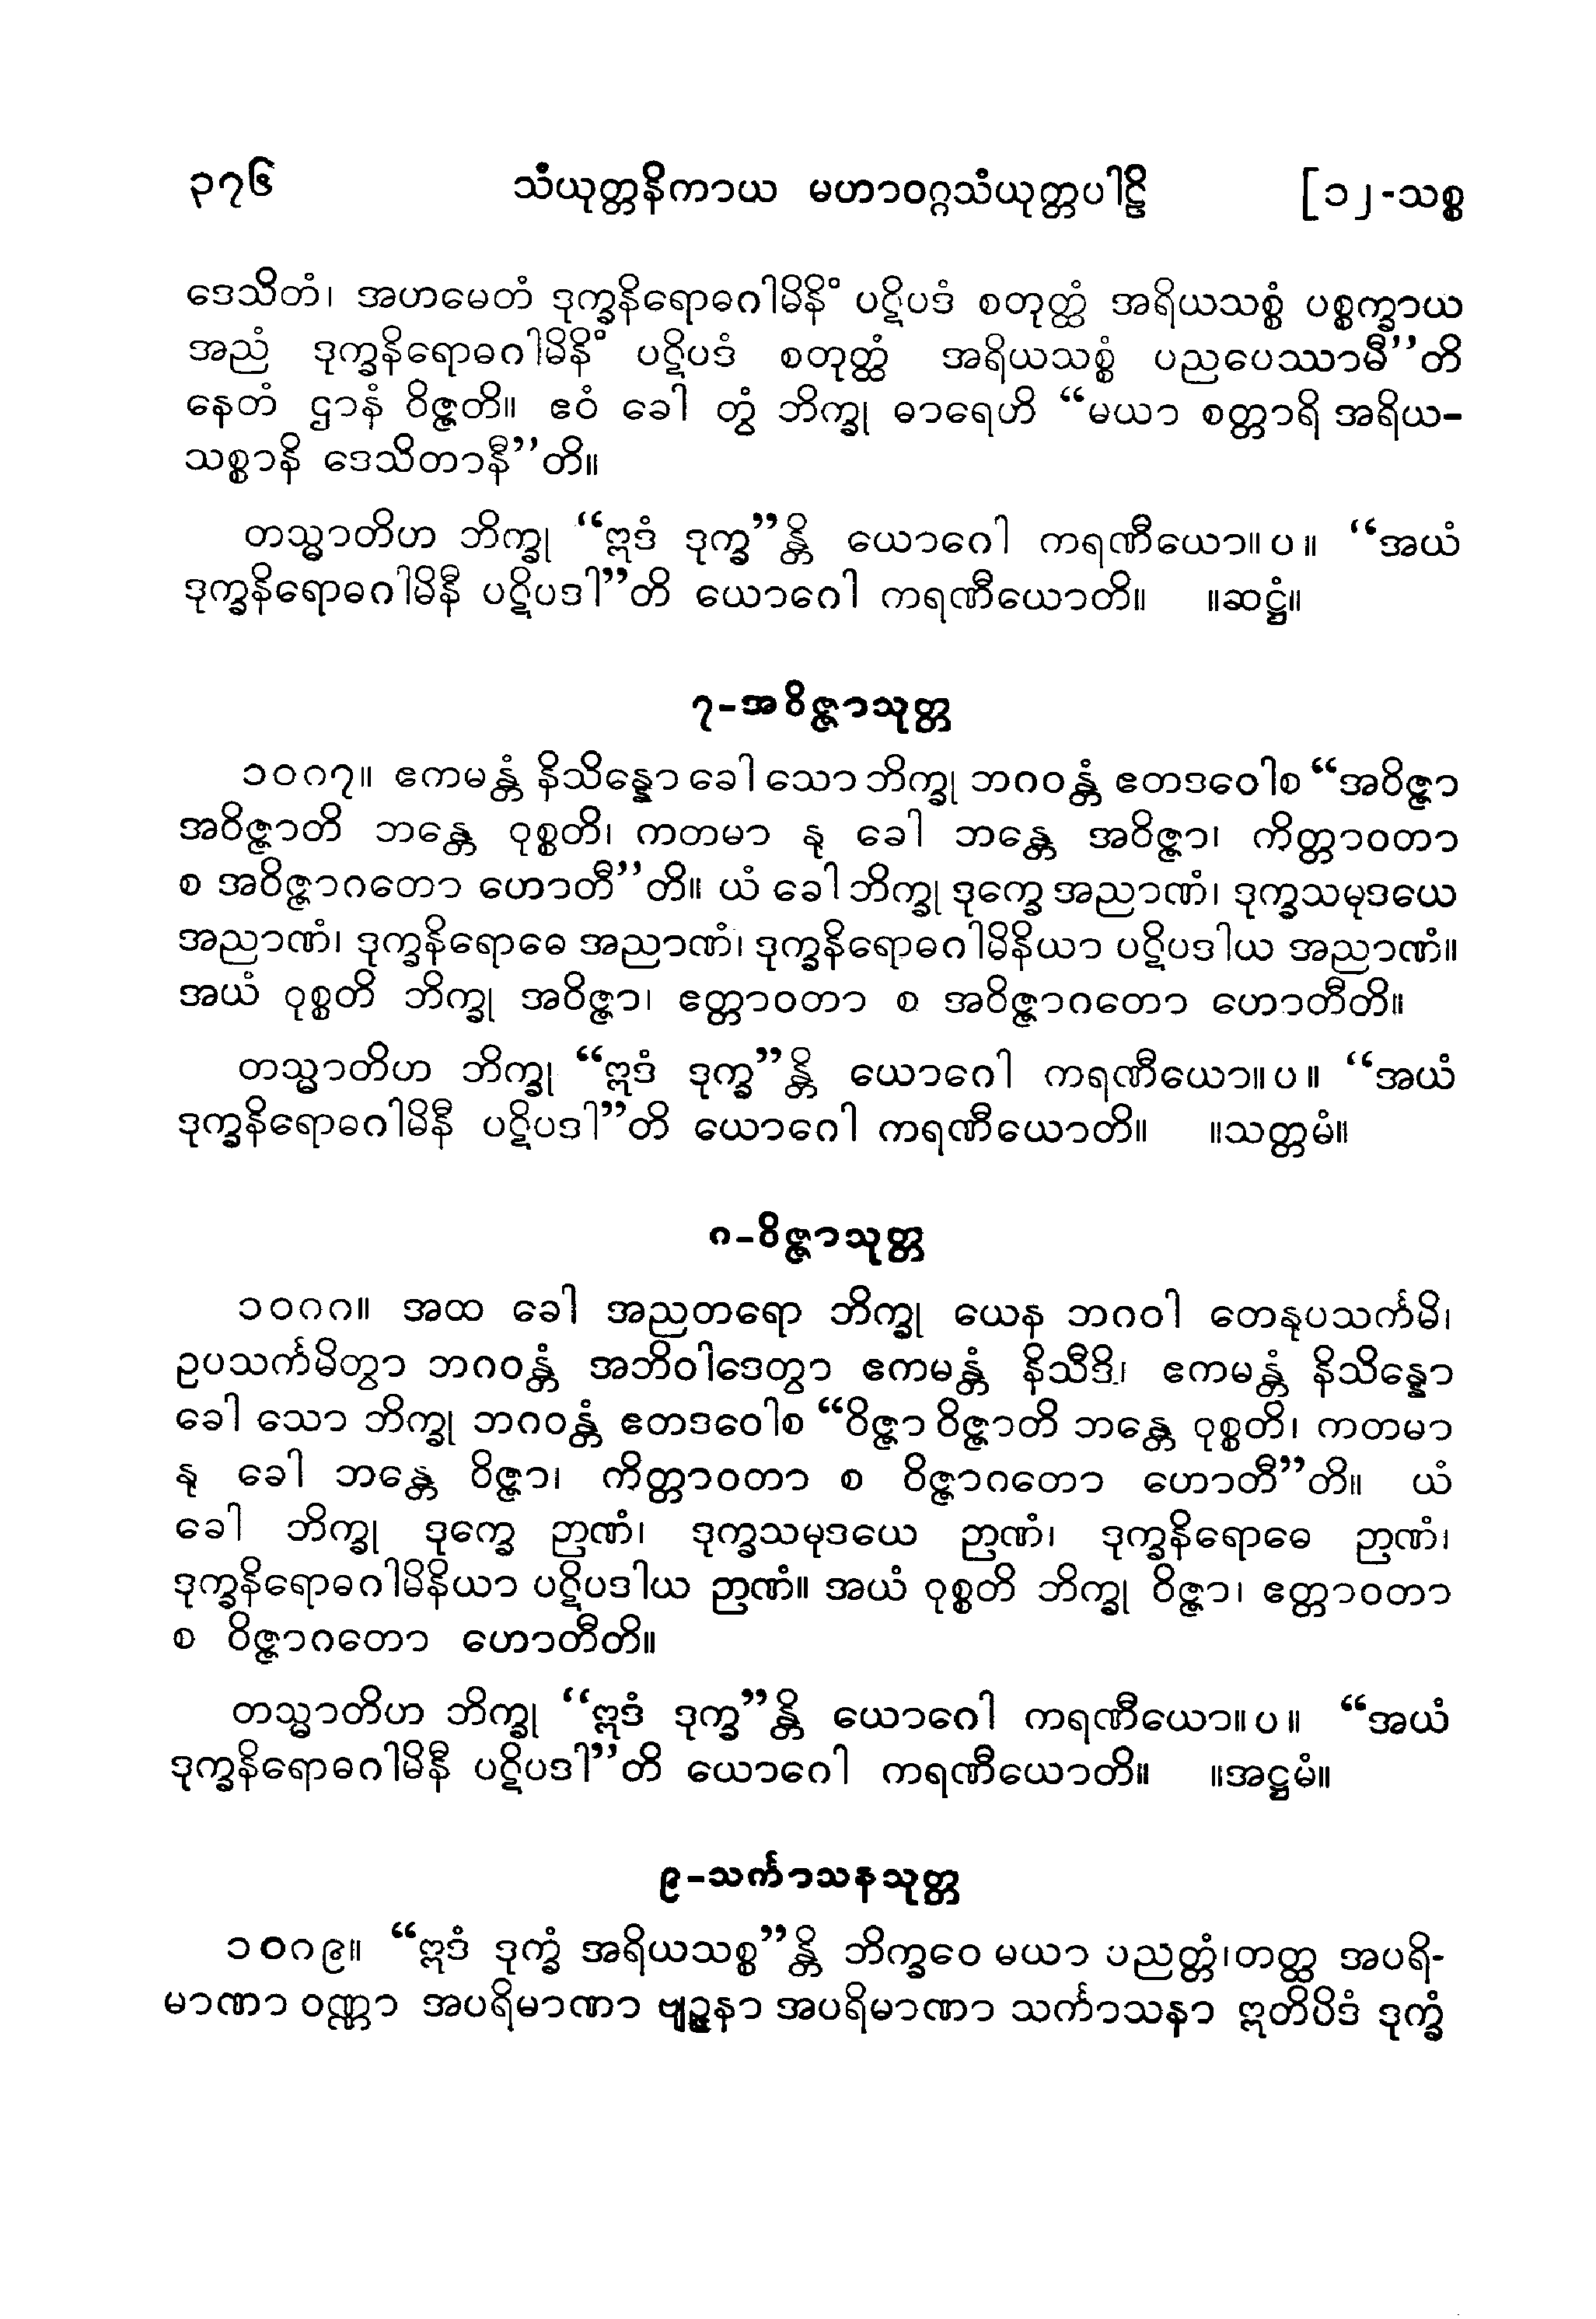 ၃၇၆ သံယုတ္တနိကာယ မဟာဝဂ္ဂသံယုတ္တပါဠိ [၁၂-သစ္စ
ဒေသိတံ၊ အဟမေတံ ဒုက္ခနိရောဓဂါမိနိံ ပဋိပဒံ စတုတ္ထံ အရိယသစ္စံ ပစ္စက္ခာယ
အညံ ဒုက္ခနိရောဓဂါမိနိံ ပဋိပဒံ စတုတ္ထံ အရိယသစ္စံ ပညပေဿာမီ’’တိ
နေတံ ဌာနံ ဝိဇ္ဇတိ။ ဧဝံ ခေါ တွံ ဘိက္ခု ဓာရေဟိ “မယာ စတ္တာရိ အရိယ-
သစ္စာနိ ဒေသိတာနီ’’တိ။
တသ္မာတိဟ ဘိက္ခု “ဣဒံ ဒုက္ခ”န္တိ ယောဂေါ ကရဏီယော။ပ။ “အယံ
ဒုက္ခနိရောဓဂါမိနီ ပဋိပဒါ”တိ ယောဂေါ ကရဏီယောတိ။ ။ဆဋ္ဌံ။
၇-အဝိဇ္ဇာသုတ္တ
၁၀၈၇။ ဧကမန္တံ နိသိန္နော ခေါ သော ဘိက္ခု ဘဂဝန္တံ ဧတဒဝေါစ “အဝိဇ္ဇာ
အဝိဇ္ဇာတိ ဘန္တေ ဝုစ္စတိ၊ ကတမာ နု ခေါ ဘန္တေ အဝိဇ္ဇာ၊ ကိတ္တာဝတာ
စ အဝိဇ္ဇာဂတော ဟောတီ’’တိ။ ယံ ခေါ ဘိက္ခု ဒုက္ခေ အညာဏံ၊ ဒုက္ခသမုဒယေ
အညာဏံ၊ ဒုက္ခနိရောဓေ အညာဏံ၊ ဒုက္ခနိရောဓဂါမိနိယာ ပဋိပဒါယ အညာဏံ။
အယံ ဝုစ္စတိ ဘိက္ခု အဝိဇ္ဇာ၊ ဧတ္တာဝတာ စ အဝိဇ္ဇာဂတော ဟောတီတိ။
တသ္မာတိဟ ဘိက္ခု “ဣဒံ ဒုက္ခ”န္တိ ယောဂေါ ကရဏီယော။ပ။ “အယံ
ဒုက္ခနိရောဓဂါမိနီ ပဋိပဒါ”တိ ယောဂေါ ကရဏီယောတိ။ ။သတ္တမံ။
၈-ဝိဇ္ဇာသုတ္တ
၁၀၈၈။ အထ ခေါ အညတရော ဘိက္ခု ယေန ဘဂဝါ တေနုပသင်္ကမိ၊
ဥပသင်္ကမိတွာ ဘဂဝန္တံ အဘိဝါဒေတွာ ဧကမန္တံ နိသီဒိ၊ ဧကမန္တံ နိသိန္နော
ခေါ သော ဘိက္ခု ဘဂဝန္တံ ဧတဒဝေါစ “ဝိဇ္ဇာ ဝိဇ္ဇာတိ ဘန္တေ ဝုစ္စတိ၊ ကတမာ
နု ခေါ ဘန္တေ ဝိဇ္ဇာ၊ ကိတ္တာဝတာ စ ဝိဇ္ဇာဂတော ဟောတီ”တိ။ ယံ
ခေါ ဘိက္ခု ဒုက္ခေ ဉာဏံ၊ ဒုက္ခသမုဒယေ ဉာဏံ၊ ဒုက္ခနိရောဓေ ဉာဏံ၊
ဒုက္ခနိရောဓဂါမိနိယာ ပဋိပဒါယ ဉာဏံ။ အယံ ဝုစ္စတိ ဘိက္ခု ဝိဇ္ဇာ၊ ဧတ္တာဝတာ
စ ဝိဇ္ဇာဂတော ဟောတီတိ။
တသ္မာတိဟ ဘိက္ခု “ဣဒံ ဒုက္ခ”န္တိ ယောဂေါ ကရဏီယော။ပ။ “အယံ
ဒုက္ခနိရောဓဂါမိနီ ပဋိပဒါ”တိ ယောဂေါ ကရဏီယောတိ။ ။အဋ္ဌမံ။
၉-သင်္ကာသနသုတ္တ
၁၀၈၉။ “ဣဒံ ဒုက္ခံ အရိယသစ္စ”န္တိ ဘိက္ခဝေ မယာ ပညတ္တံ၊တတ္ထ အပရိ-
မာဏာ ဝဏ္ဏာ အပရိမာဏာ ဗျဉ္ဇနာ အပရိမာဏာ သင်္ကာသနာ ဣတိပိဒံ ဒုက္ခံ